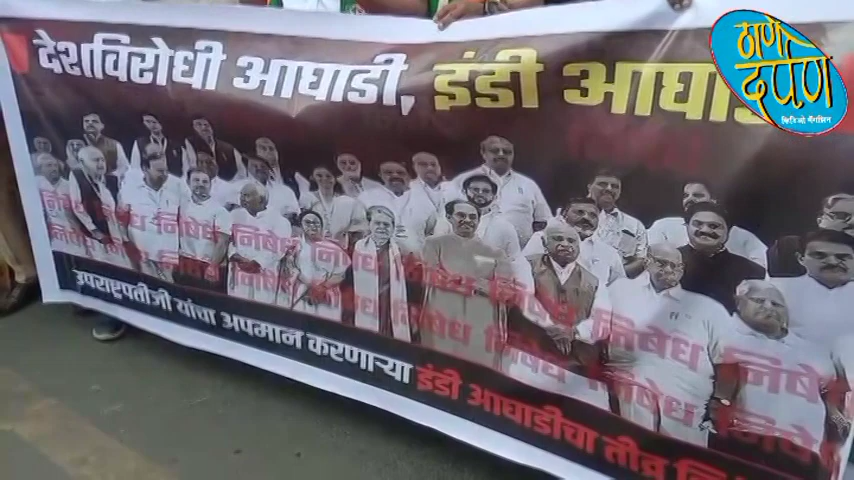 देशविरोधी आघाडी, इंडी आघाडी
निषेध निषेध निषेध निषेध निषेध निषेध निषेध निषेध
निषेध निषेध निषेध निषेध निषेध निषेध निषेध निषेध
उपराष्ट्रपतीजी यांचा अपमान करणाऱ्या इंडी आघाडीचा तीव्र
ठाणे
दर्पण